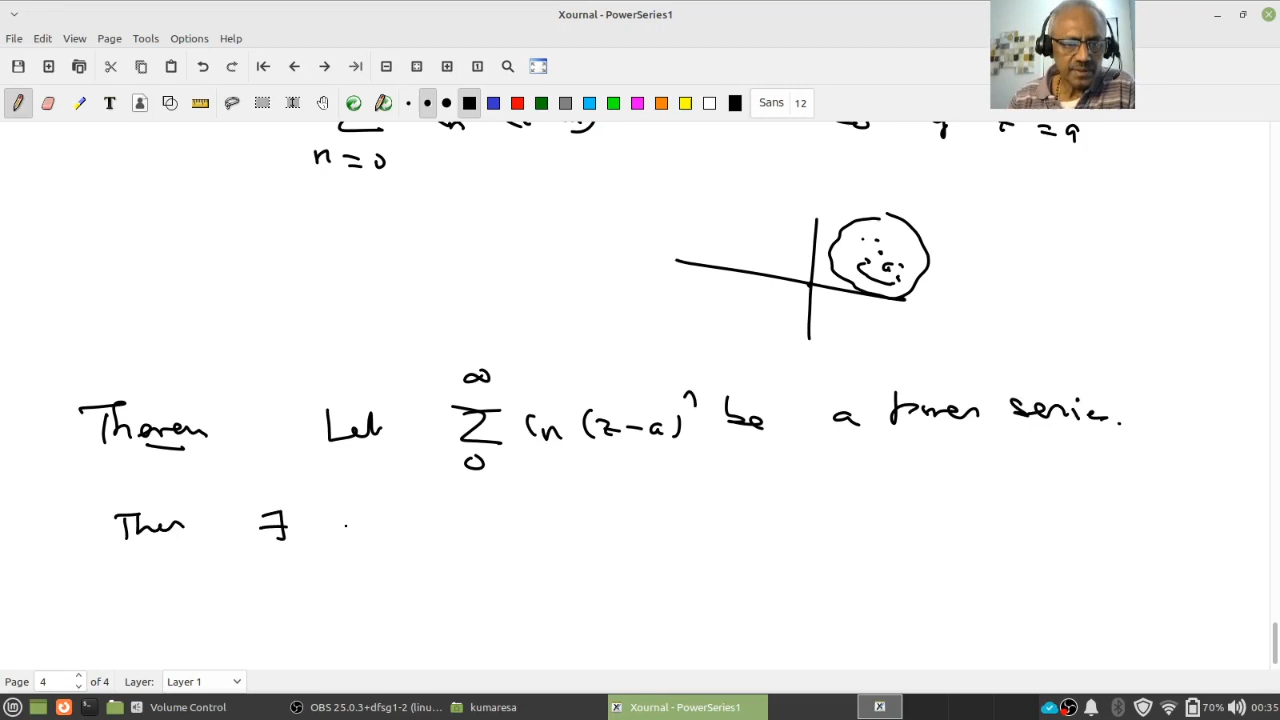 Xournal - PowerSeries1
File Edit View Page Tools Options Help
Sans 12
n = 0
z = a
a
∞
Theorem Let Σ cn (z-a)^n be a power series.
0
Then ∃
Page 4 of 4 Layer: Layer 1
Volume Control OBS 25.0.3+dfsg1-2 (linu... kumaresa Xournal - PowerSeries1 70% 00:35